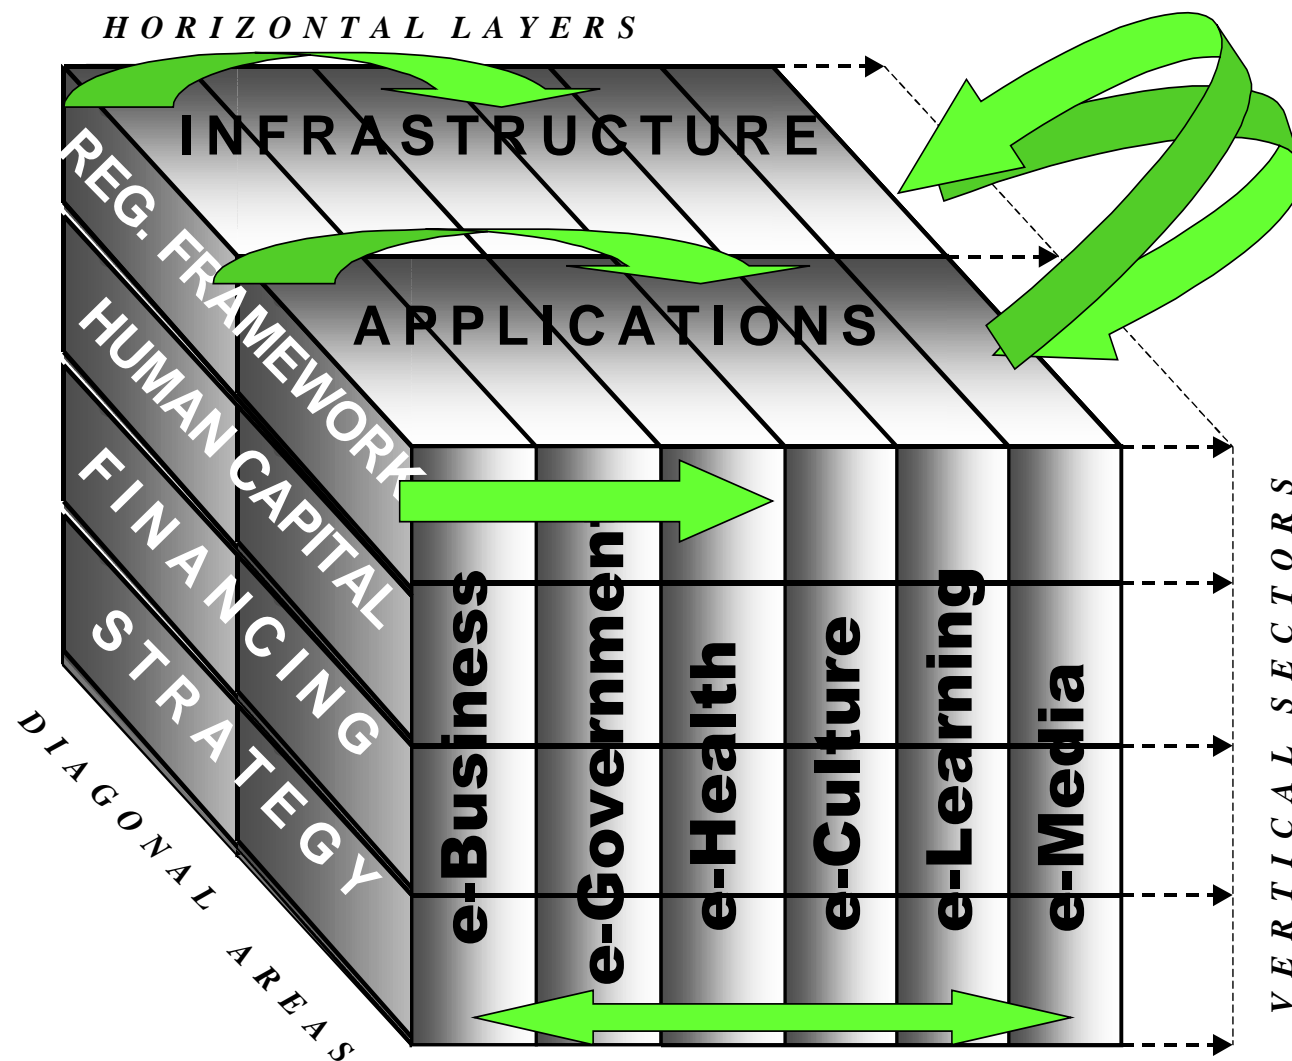 HORIZONTAL LAYERS
INFRASTRUCTURE
APPLICATIONS
REG. FRAMEWORK
HUMAN CAPITAL
FINANCING
STRATEGY
e-Business
e-Government
e-Health
e-Culture
e-Learning
e-Media
DIAGONAL AREAS
VERTICAL SECTORS